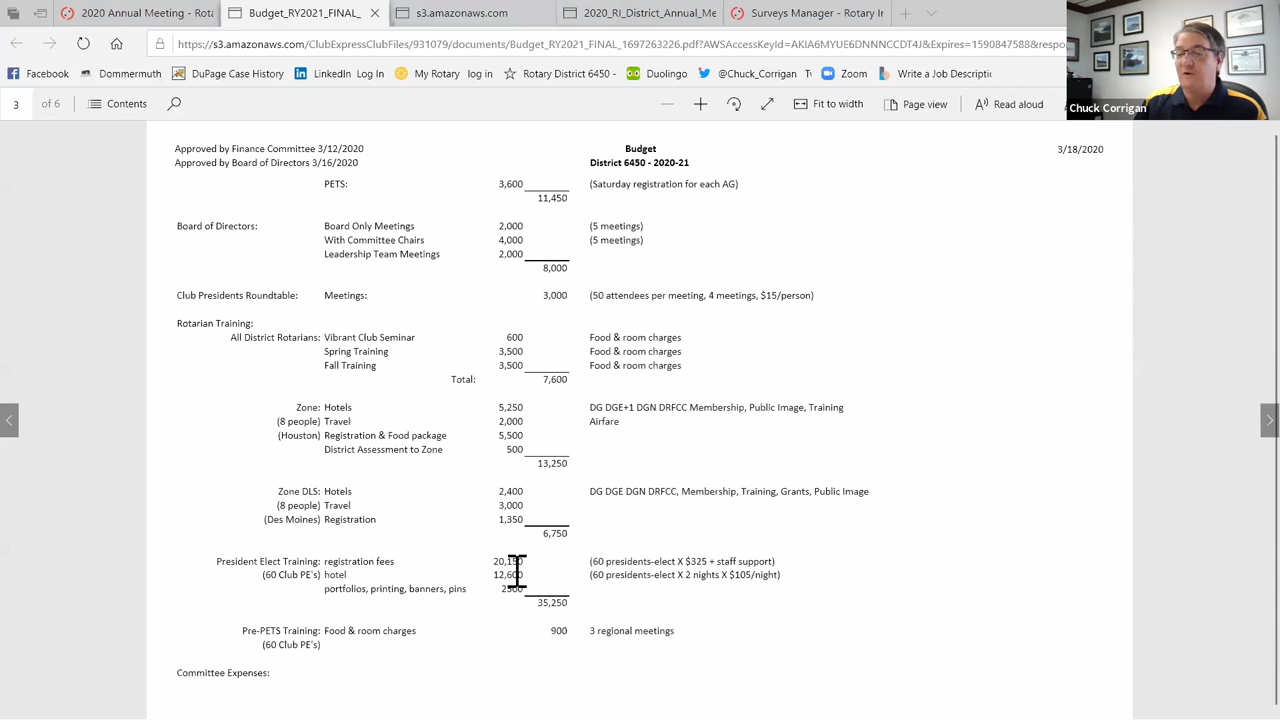 2020 Annual Meeting - Rota
Budget_RY2021_FINAL_
s3.amazonaws.com
2020_RI_District_Annual_Me
Surveys Manager - Rotary In
https://s3.amazonaws.com/ClubExpressClubFiles/931079/documents/Budget_RY2021_FINAL_1697263226.pdf?AWSAccessKeyId=AKIA6MYUE6DNNNCCDT4J&Expires=1590847588&respo
Facebook
Dommermuth
DuPage Case History
LinkedIn Log In
My Rotary log in
Rotary District 6450 -
Duolingo
@Chuck_Corrigan T
Zoom
Write a Job Descripti
Chuck Corrigan
3 of 6
Contents
Fit to width
Page view
Read aloud
Approved by Finance Committee 3/12/2020 Budget 3/18/2020
Approved by Board of Directors 3/16/2020 District 6450 - 2020-21
PETS: 3,600 (Saturday registration for each AG)
11,450
Board of Directors: Board Only Meetings 2,000 (5 meetings)
With Committee Chairs 4,000 (5 meetings)
Leadership Team Meetings 2,000
8,000
Club Presidents Roundtable: Meetings: 3,000 (50 attendees per meeting, 4 meetings, $15/person)
Rotarian Training:
All District Rotarians: Vibrant Club Seminar 600 Food & room charges
Spring Training 3,500 Food & room charges
Fall Training 3,500 Food & room charges
Total: 7,600
Zone: Hotels 5,250 DG DGE+1 DGN DRFCC Membership, Public Image, Training
(8 people) Travel 2,000 Airfare
(Houston) Registration & Food package 5,500
District Assessment to Zone 500
13,250
Zone DLS: Hotels 2,400 DG DGE DGN DRFCC, Membership, Training, Grants, Public Image
(8 people) Travel 3,000
(Des Moines) Registration 1,350
6,750
President Elect Training: registration fees 20,150 (60 presidents-elect X $325 + staff support)
(60 Club PE's) hotel 12,600 (60 presidents-elect X 2 nights X $105/night)
portfolios, printing, banners, pins 2500
35,250
Pre-PETS Training: Food & room charges 900 3 regional meetings
(60 Club PE's)
Committee Expenses: